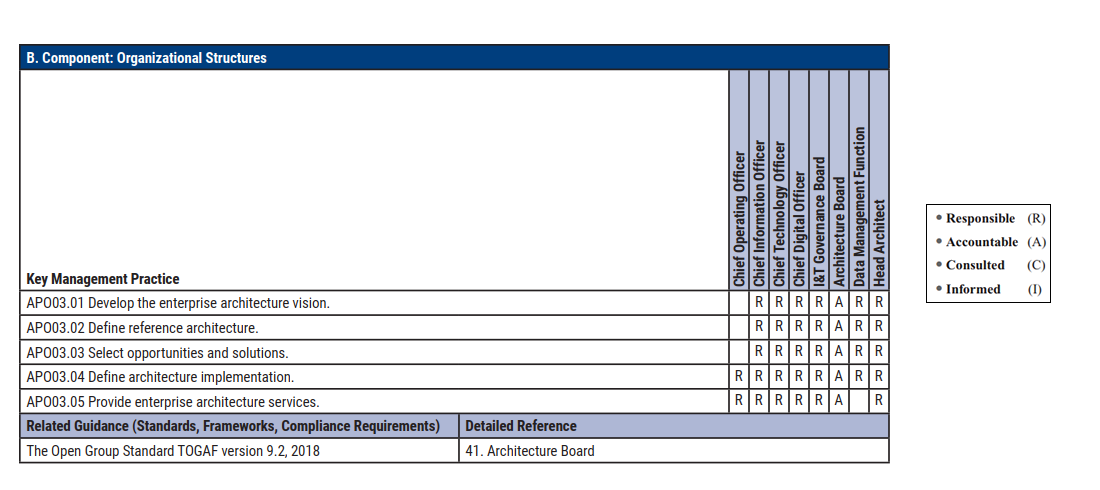 B. Component: Organizational Structures
Key Management Practice
Chief Operating Officer
Chief Information Officer
Chief Technology Officer
Chief Digital Officer
I&T Governance Board
Architecture Board
Data Management Function
Head Architect
APO03.01 Develop the enterprise architecture vision. R R R R A R R
APO03.02 Define reference architecture. R R R R A R R
APO03.03 Select opportunities and solutions. R R R R A R R
APO03.04 Define architecture implementation. R R R R R A R R
APO03.05 Provide enterprise architecture services. R R R R R A R
Related Guidance (Standards, Frameworks, Compliance Requirements) Detailed Reference
The Open Group Standard TOGAF version 9.2, 2018 41. Architecture Board
• Responsible (R)
• Accountable (A)
• Consulted (C)
• Informed (I)